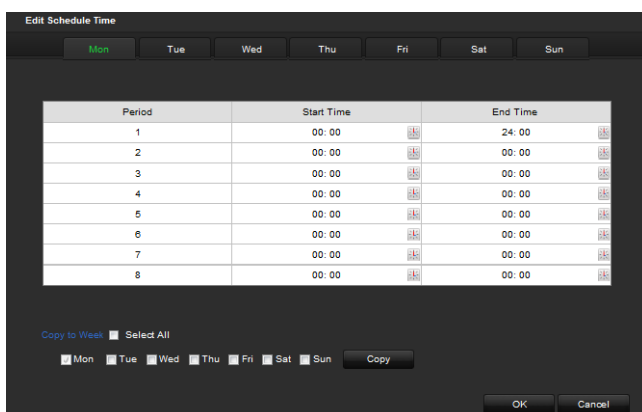 Edit Schedule Time
Mon Tue Wed Thu Fri Sat Sun
Period Start Time End Time
1 00: 00 24: 00
2 00: 00 00: 00
3 00: 00 00: 00
4 00: 00 00: 00
5 00: 00 00: 00
6 00: 00 00: 00
7 00: 00 00: 00
8 00: 00 00: 00
Copy to Week Select All
Mon Tue Wed Thu Fri Sat Sun Copy
OK Cancel